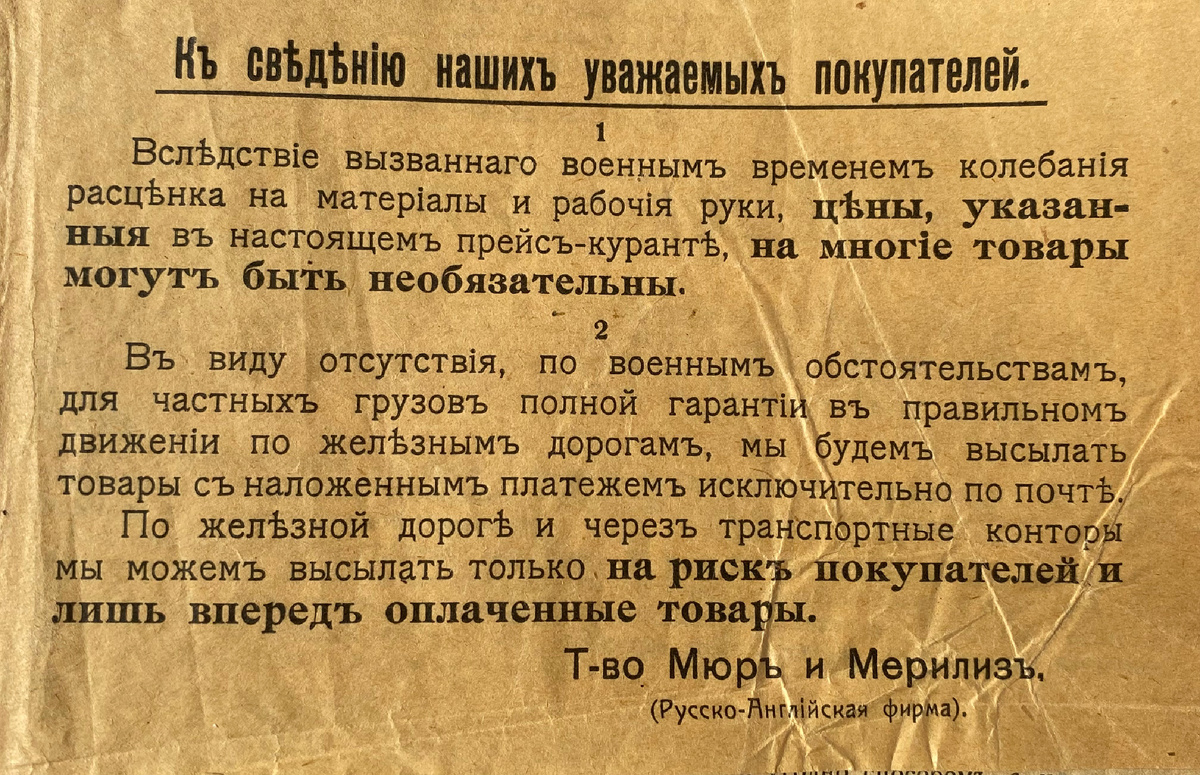 Къ свѣдѣнію нашихъ уважаемыхъ покупателей.
1
Вслѣдствіе вызваннаго военнымъ временемъ колебанія
расцѣнка на матеріалы и рабочія руки, цѣны, указан-
ныя въ настоящемъ прейсъ-курантѣ, на многіе товары
могутъ быть необязательны.
2
Въ виду отсутствія, по военнымъ обстоятельствамъ,
для частныхъ грузовъ полной гарантіи въ правильномъ
движеніи по желѣзнымъ дорогамъ, мы будемъ высылать
товары съ наложеннымъ платежемъ исключительно по почтѣ.
По желѣзной дорогѣ и черезъ транспортные конторы
мы можемъ высылать только на рискъ покупателей и
лишь впередъ оплаченные товары.
Т-во Мюръ и Мерилизъ.
(Русско-Англійская фирма).